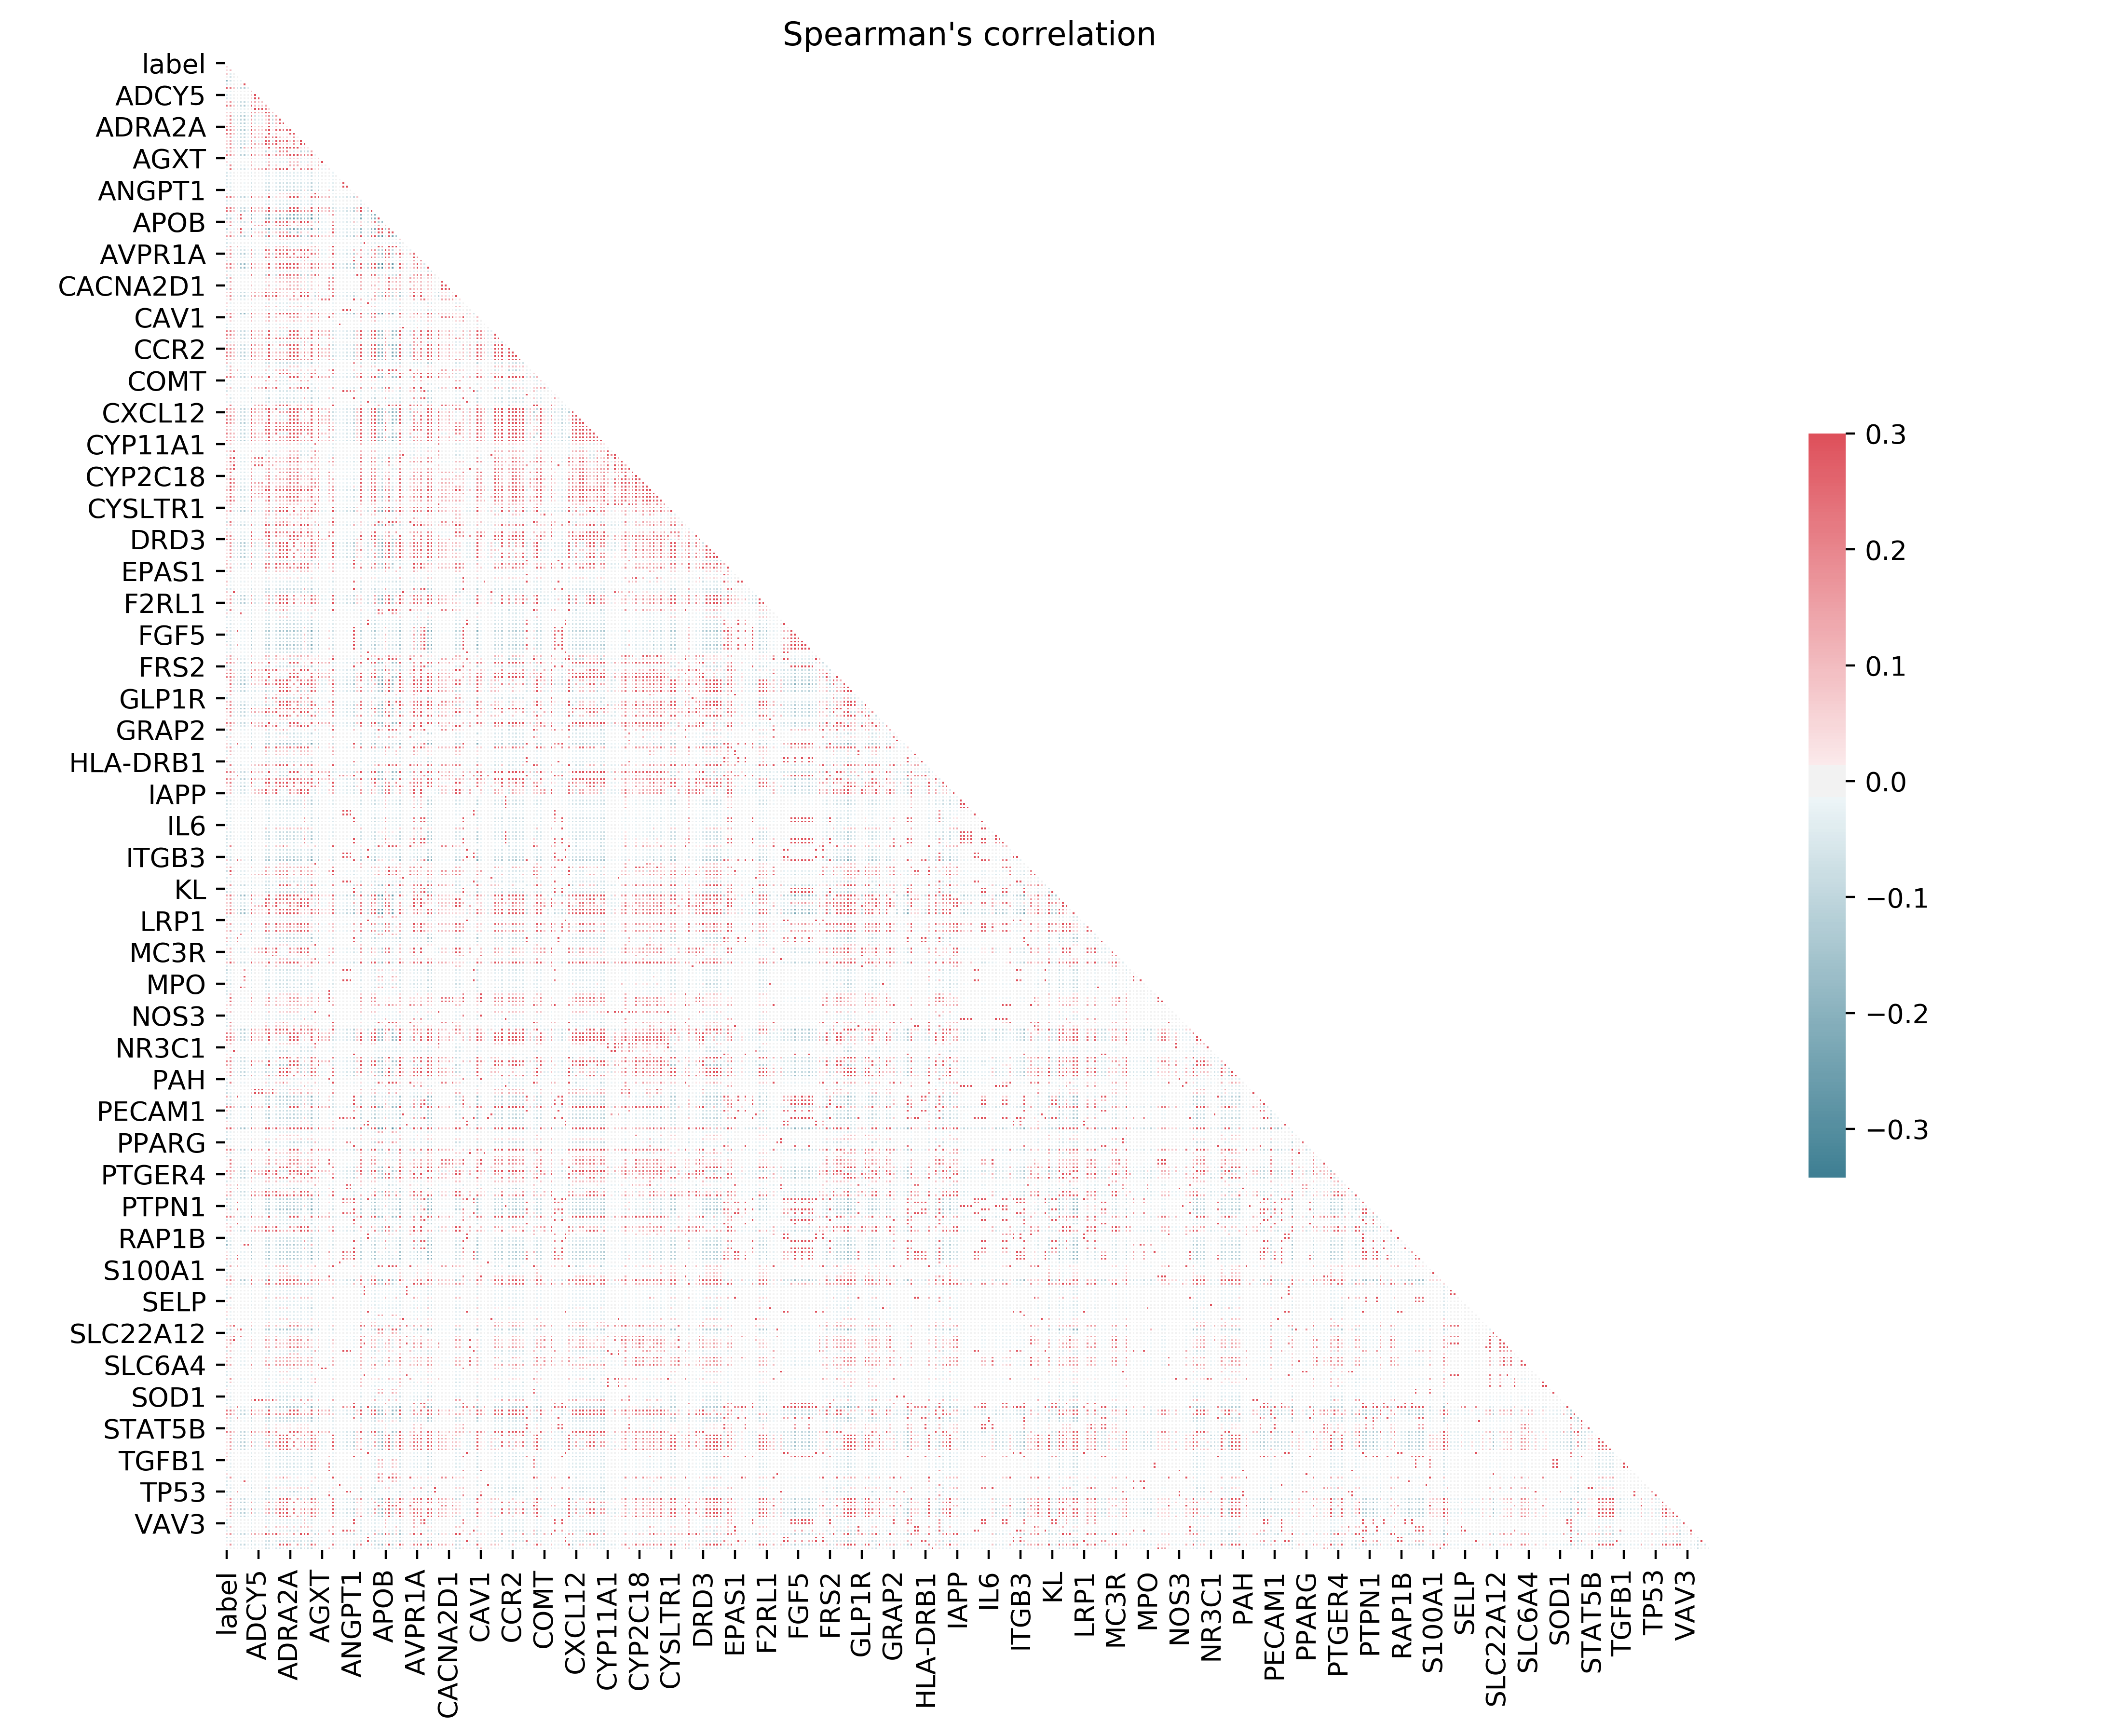 Spearman's correlation
label
ADCY5
ADRA2A
AGXT
ANGPT1
APOB
AVPR1A
CACNA2D1
CAV1
CCR2
COMT
CXCL12
CYP11A1
CYP2C18
CYSLTR1
DRD3
EPAS1
F2RL1
FGF5
FRS2
GLP1R
GRAP2
HLA-DRB1
IAPP
IL6
ITGB3
KL
LRP1
MC3R
MPO
NOS3
NR3C1
PAH
PECAM1
PPARG
PTGER4
PTPN1
RAP1B
S100A1
SELP
SLC22A12
SLC6A4
SOD1
STAT5B
TGFB1
TP53
VAV3
label
ADCY5
ADRA2A
AGXT
ANGPT1
APOB
AVPR1A
CACNA2D1
CAV1
CCR2
COMT
CXCL12
CYP11A1
CYP2C18
CYSLTR1
DRD3
EPAS1
F2RL1
FGF5
FRS2
GLP1R
GRAP2
HLA-DRB1
IAPP
IL6
ITGB3
KL
LRP1
MC3R
MPO
NOS3
NR3C1
PAH
PECAM1
PPARG
PTGER4
PTPN1
RAP1B
S100A1
SELP
SLC22A12
SLC6A4
SOD1
STAT5B
TGFB1
TP53
VAV3
0.3
0.2
0.1
0.0
−0.1
−0.2
−0.3